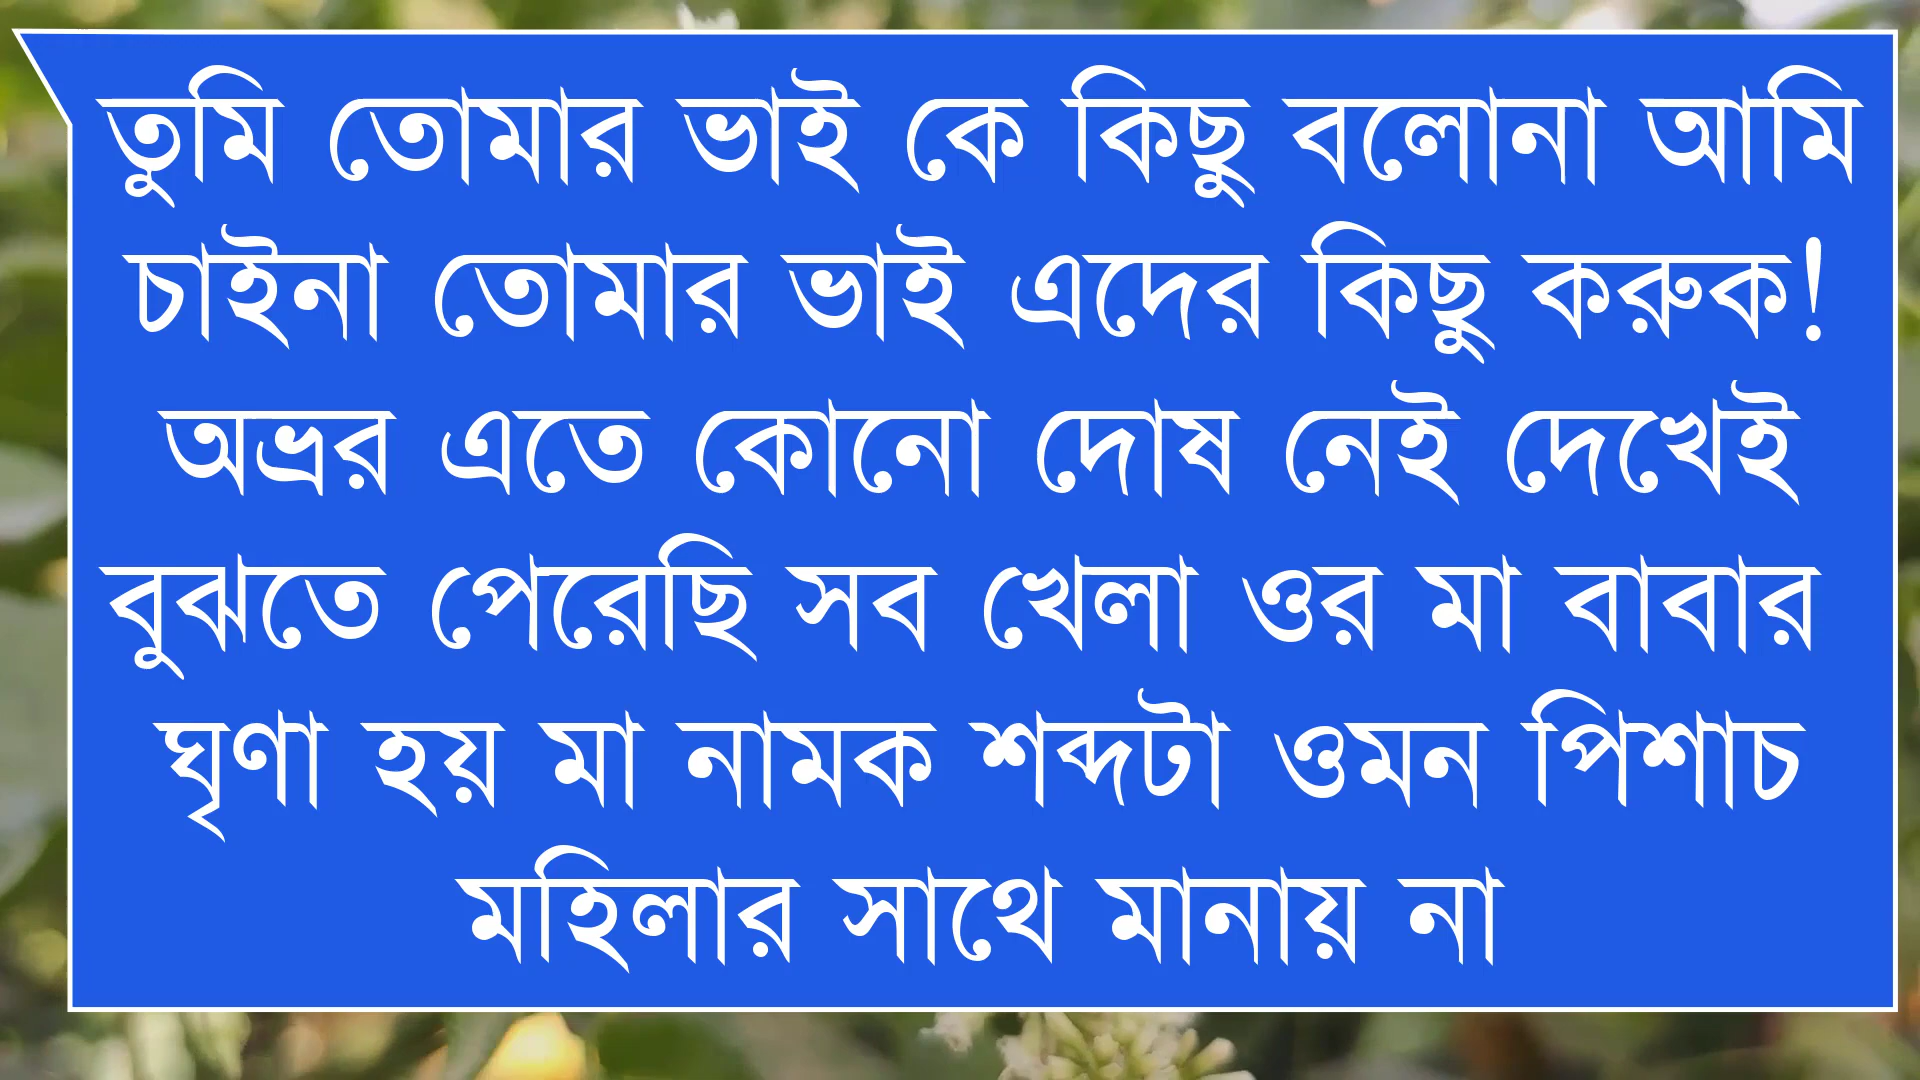 তুমি তোমার ভাই কে কিছু বলোনা আমি
চাইনা তোমার ভাই এদের কিছু করুক!
অভ্রর এতে কোনো দোষ নেই দেখেই
বুঝতে পেরেছি সব খেলা ওর মা বাবার
ঘৃণা হয় মা নামক শব্দটা ওমন পিশাচ
মহিলার সাথে মানায় না